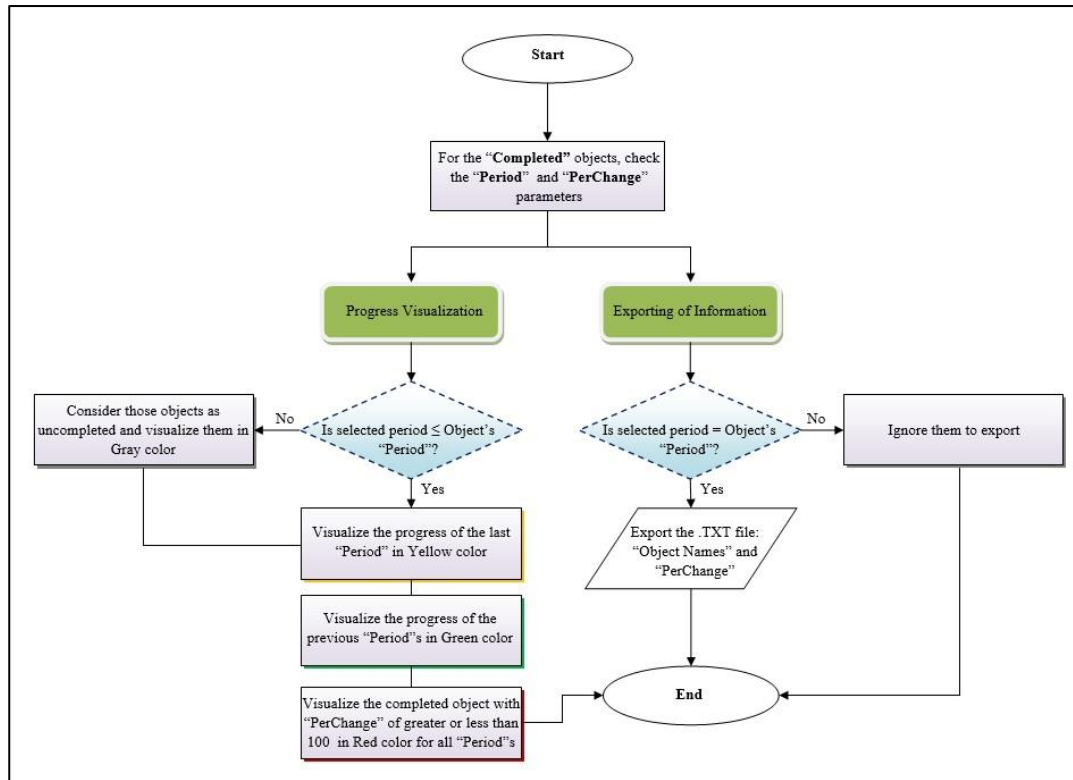 Start
For the “Completed” objects, check
the “Period” and “PerChange”
parameters
Progress Visualization
Exporting of Information
Consider those objects as
uncompleted and visualize them in
Gray color
No
Is selected period ≤ Object’s
“Period”?
Yes
Is selected period = Object’s
“Period”?
No
Ignore them to export
Yes
Visualize the progress of the last
“Period” in Yellow color
Export the .TXT file:
“Object Names” and
“PerChange”
Visualize the progress of the
previous “Period”s in Green color
Visualize the completed object with
“PerChange” of greater or less than
100 in Red color for all “Period”s
End